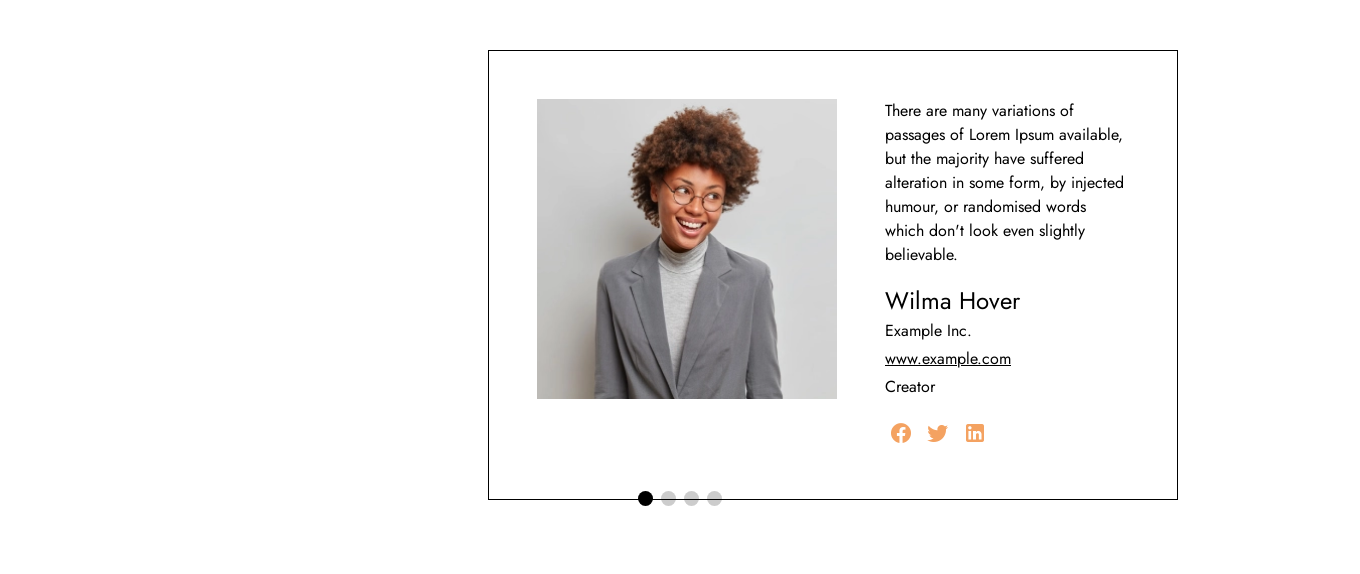 There are many variations of
passages of Lorem Ipsum available,
but the majority have suffered
alteration in some form, by injected
humour, or randomised words
which don't look even slightly
believable.
Wilma Hover
Example Inc.
www.example.com
Creator